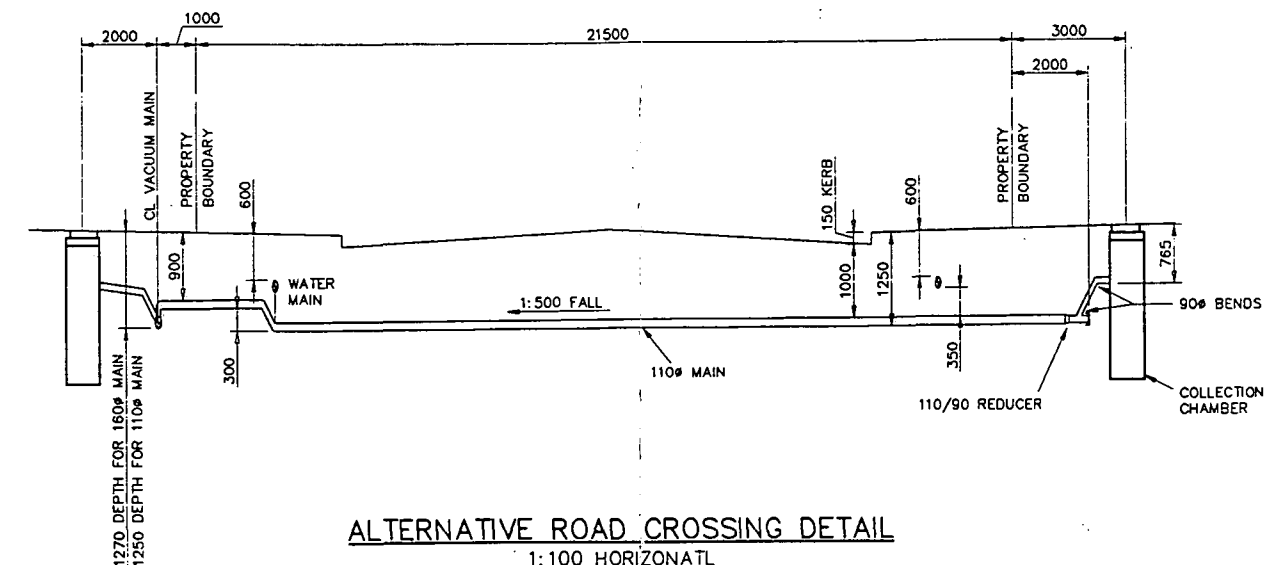 1000
2000
21500
3000
2000
CL VACUUM MAIN
PROPERTY
BOUNDARY
600
150 KERB
600
PROPERTY
BOUNDARY
900
WATER
MAIN
1:500 FALL
1000
1250
765
90ø BENDS
300
350
110ø MAIN
110/90 REDUCER
COLLECTION
CHAMBER
1270 DEPTH FOR 160ø MAIN
1250 DEPTH FOR 110ø MAIN
ALTERNATIVE ROAD CROSSING DETAIL
1:100 HORIZONATL